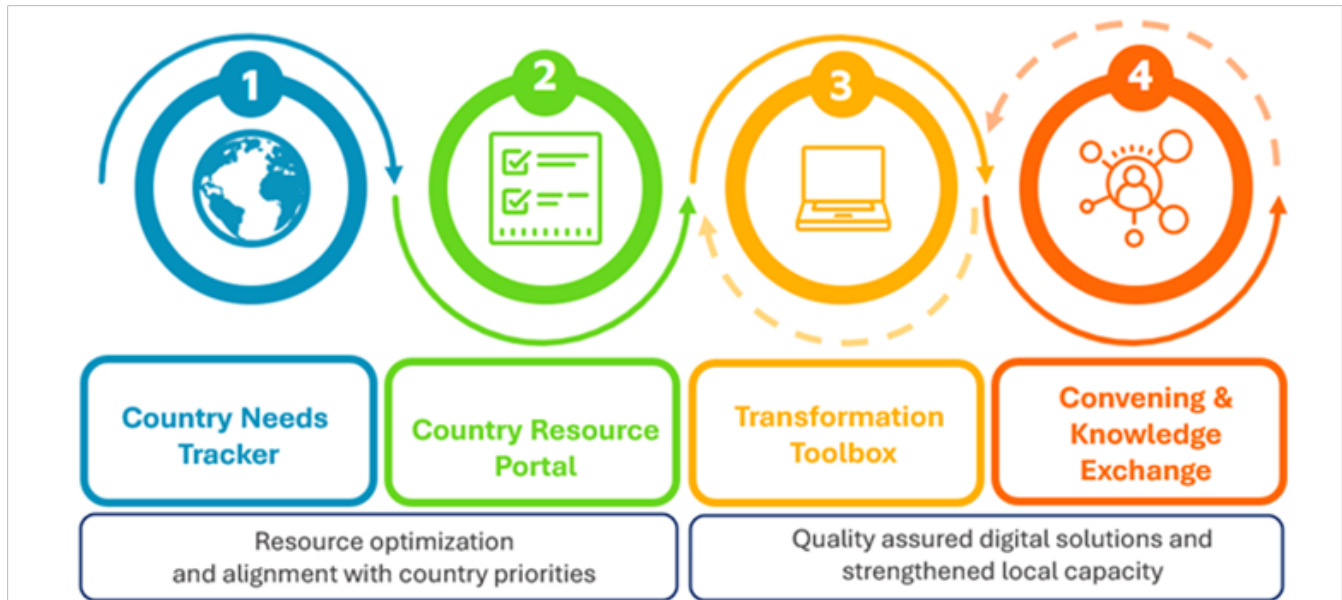 1
2
3
4
Country Needs
Tracker
Country Resource
Portal
Transformation
Toolbox
Convening &
Knowledge
Exchange
Resource optimization
and alignment with country priorities
Quality assured digital solutions and
strengthened local capacity